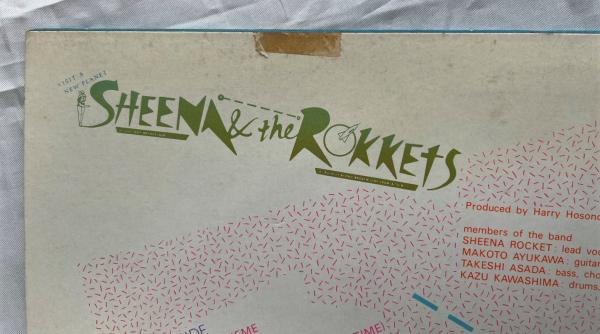 VISIT A
NEW PLANET
SHEENA & the ROKKETS
Produced by Harry Hosono
members of the band
SHEENA ROCKET : lead voc
MAKOTO AYUKAWA : guitar
TAKESHI ASADA : bass, cho
KAZU KAWASHIMA : drums,